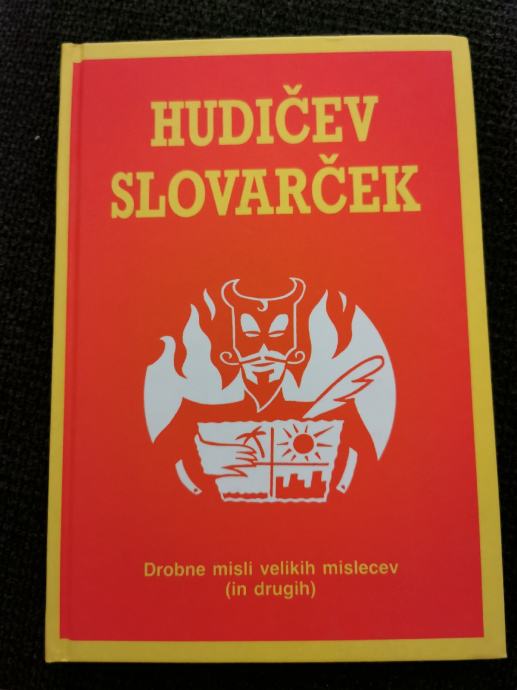 HUDIČEV
SLOVARČEK
Drobne misli velikih mislecev
(in drugih)